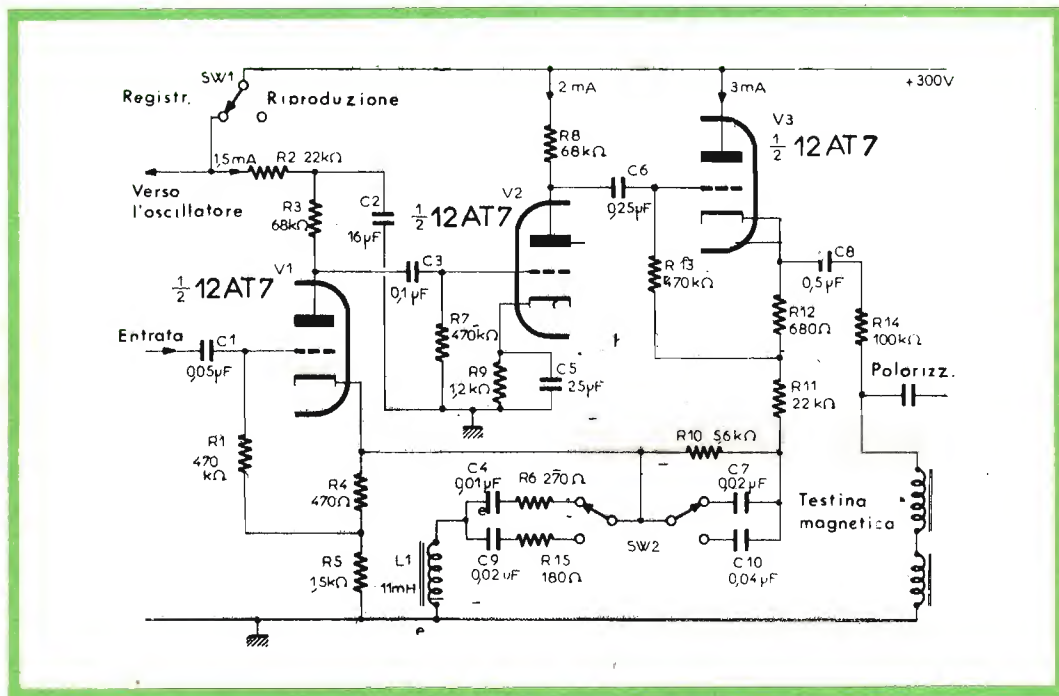 SW1
Registr. Riproduzione
+300V
2 mA
3mA
V3
½ 12AT7
R8
68kΩ
C6
0,25µF
1,5mA
R2 22kΩ
Verso
l'oscillatore
R3
68kΩ
C2
16µF
½ 12AT7
V2
C3
0,1µF
R13
470kΩ
C8
0,5µF
½ 12AT7
V1
R7
470kΩ
R12
680Ω
R14
100kΩ
Entrata
C1
0,05µF
R9
1,2kΩ
C5
25µF
Polarizz.
R11
22kΩ
R1
470
kΩ
R10 5,6kΩ
R4
470Ω
C4
0,01µF
R6 270Ω
C7
0,02µF
Testina
magnetica
SW2
R5
1,5kΩ
L1
11mH
C9
0,02µF
R15
180Ω
C10
0,04µF